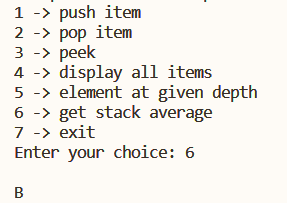 1 -> push item
2 -> pop item
3 -> peek
4 -> display all items
5 -> element at given depth
6 -> get stack average
7 -> exit
Enter your choice: 6
B